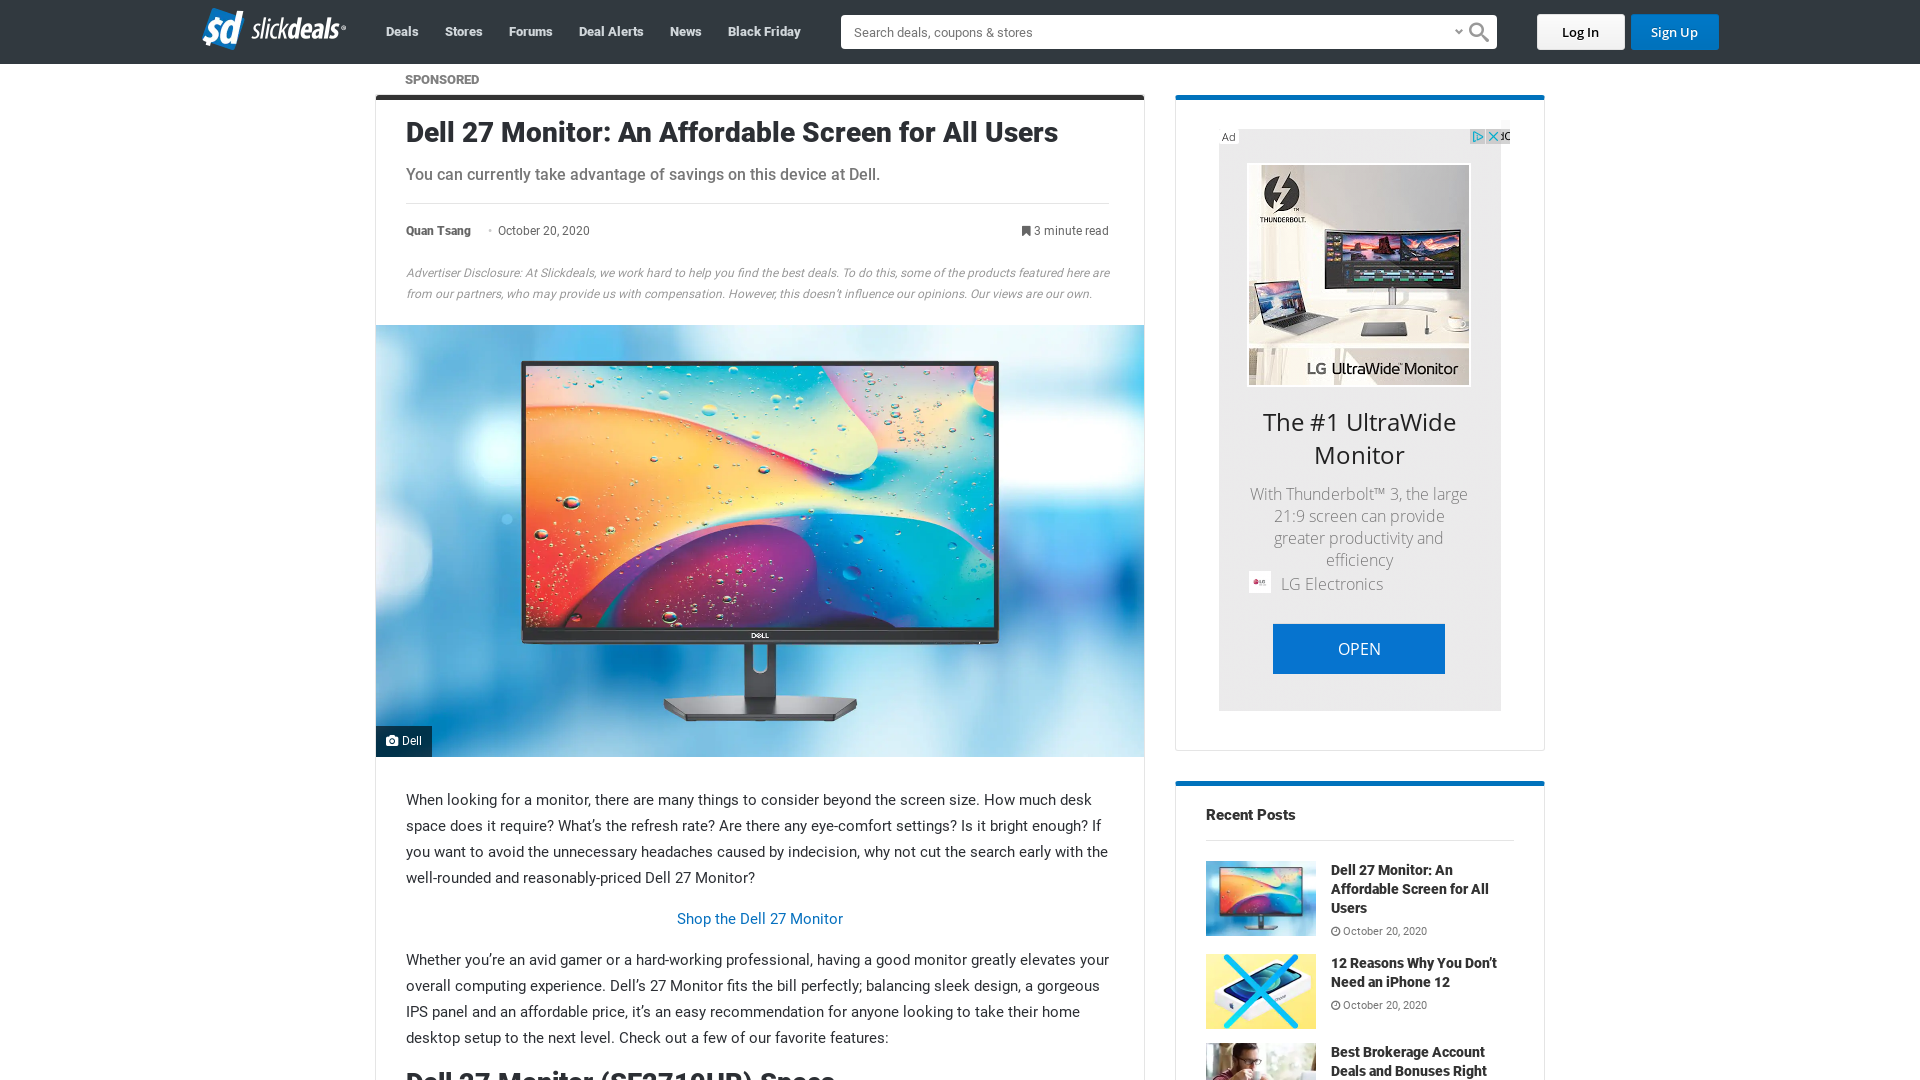 sd slickdeals
Deals
Stores
Forums
Deal Alerts
News
Black Friday
Search deals, coupons & stores
Log In
Sign Up
SPONSORED
Dell 27 Monitor: An Affordable Screen for All Users
You can currently take advantage of savings on this device at Dell.
Quan Tsang • October 20, 2020
3 minute read
Advertiser Disclosure: At Slickdeals, we work hard to help you find the best deals. To do this, some of the products featured here are
from our partners, who may provide us with compensation. However, this doesn’t influence our opinions. Our views are our own.
DELL
Dell
When looking for a monitor, there are many things to consider beyond the screen size. How much desk
space does it require? What’s the refresh rate? Are there any eye-comfort settings? Is it bright enough? If
you want to avoid the unnecessary headaches caused by indecision, why not cut the search early with the
well-rounded and reasonably-priced Dell 27 Monitor?
Shop the Dell 27 Monitor
Whether you’re an avid gamer or a hard-working professional, having a good monitor greatly elevates your
overall computing experience. Dell’s 27 Monitor fits the bill perfectly; balancing sleek design, a gorgeous
IPS panel and an affordable price, it’s an easy recommendation for anyone looking to take their home
desktop setup to the next level. Check out a few of our favorite features:
Dell 27 Monitor (SE2719HR) Specs
Ad
THUNDERBOLT.
LG UltraWide™ Monitor
The #1 UltraWide
Monitor
With Thunderbolt™ 3, the large
21:9 screen can provide
greater productivity and
efficiency
LG Electronics
OPEN
Recent Posts
Dell 27 Monitor: An
Affordable Screen for All
Users
October 20, 2020
12 Reasons Why You Don’t
Need an iPhone 12
October 20, 2020
Best Brokerage Account
Deals and Bonuses Right